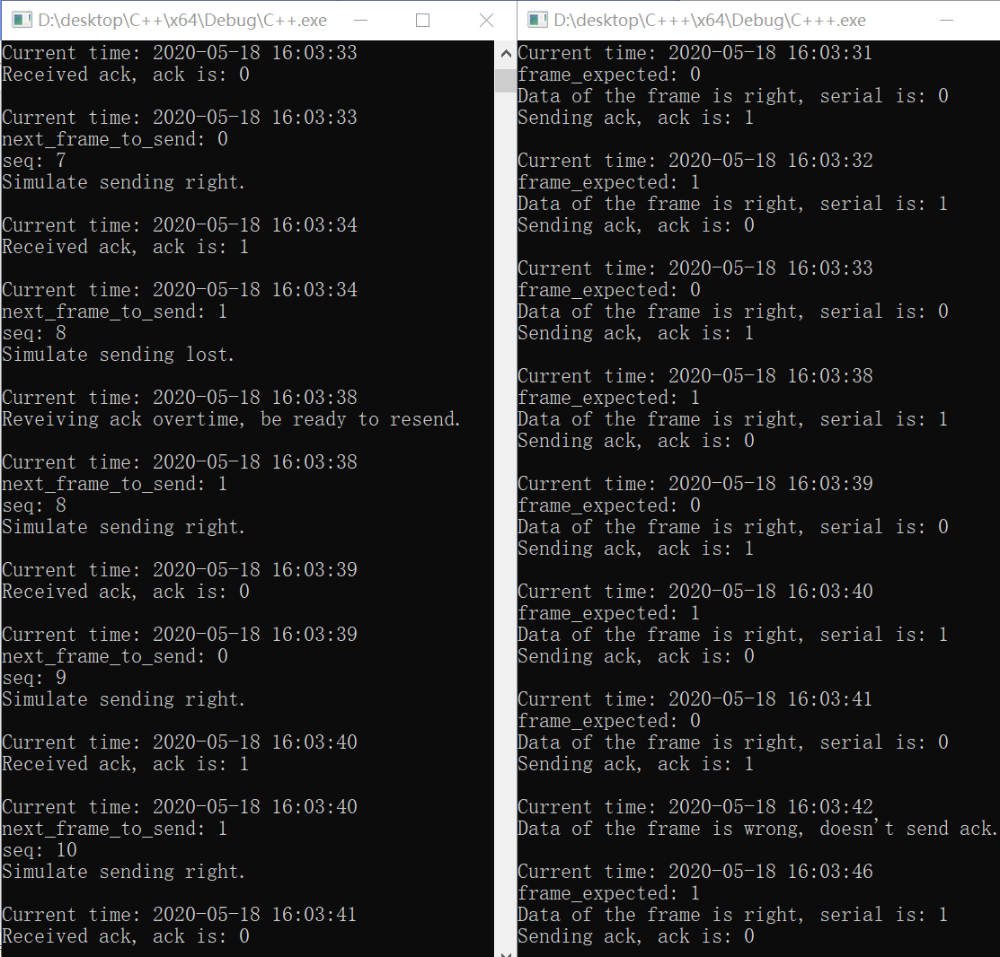 D:\desktop\C++\x64\Debug\C++.exe
Current time: 2020-05-18 16:03:33
Received ack, ack is: 0
Current time: 2020-05-18 16:03:33
next_frame_to_send: 0
seq: 7
Simulate sending right.
Current time: 2020-05-18 16:03:34
Received ack, ack is: 1
Current time: 2020-05-18 16:03:34
next_frame_to_send: 1
seq: 8
Simulate sending lost.
Current time: 2020-05-18 16:03:38
Reveiving ack overtime, be ready to resend.
Current time: 2020-05-18 16:03:38
next_frame_to_send: 1
seq: 8
Simulate sending right.
Current time: 2020-05-18 16:03:39
Received ack, ack is: 0
Current time: 2020-05-18 16:03:39
next_frame_to_send: 0
seq: 9
Simulate sending right.
Current time: 2020-05-18 16:03:40
Received ack, ack is: 1
Current time: 2020-05-18 16:03:40
next_frame_to_send: 1
seq: 10
Simulate sending right.
Current time: 2020-05-18 16:03:41
Received ack, ack is: 0
D:\desktop\C+++\x64\Debug\C+++.exe
Current time: 2020-05-18 16:03:31
frame_expected: 0
Data of the frame is right, serial is: 0
Sending ack, ack is: 1
Current time: 2020-05-18 16:03:32
frame_expected: 1
Data of the frame is right, serial is: 1
Sending ack, ack is: 0
Current time: 2020-05-18 16:03:33
frame_expected: 0
Data of the frame is right, serial is: 0
Sending ack, ack is: 1
Current time: 2020-05-18 16:03:38
frame_expected: 1
Data of the frame is right, serial is: 1
Sending ack, ack is: 0
Current time: 2020-05-18 16:03:39
frame_expected: 0
Data of the frame is right, serial is: 0
Sending ack, ack is: 1
Current time: 2020-05-18 16:03:40
frame_expected: 1
Data of the frame is right, serial is: 1
Sending ack, ack is: 0
Current time: 2020-05-18 16:03:41
frame_expected: 0
Data of the frame is right, serial is: 0
Sending ack, ack is: 1
Current time: 2020-05-18 16:03:42
Data of the frame is wrong, doesn't send ack.
Current time: 2020-05-18 16:03:46
frame_expected: 1
Data of the frame is right, serial is: 1
Sending ack, ack is: 0